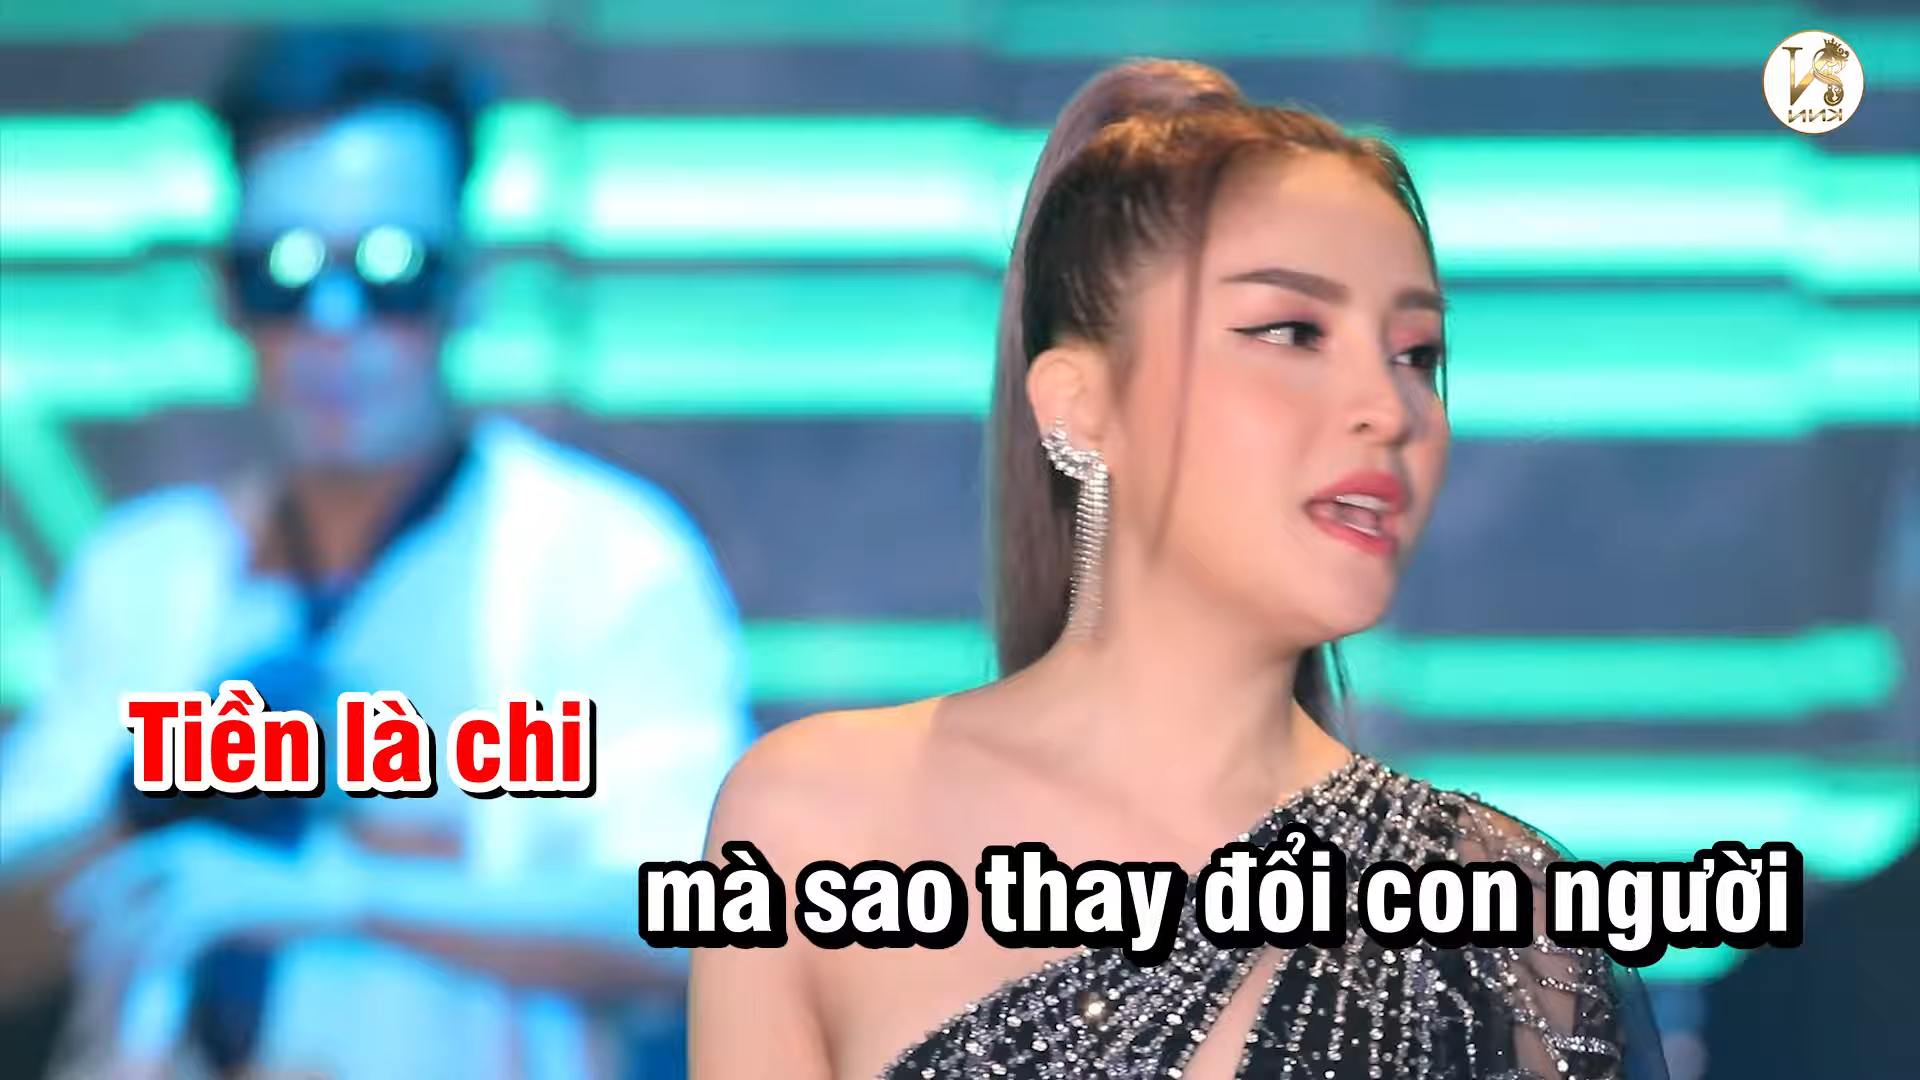 Tiền là chi
mà sao thay đổi con người